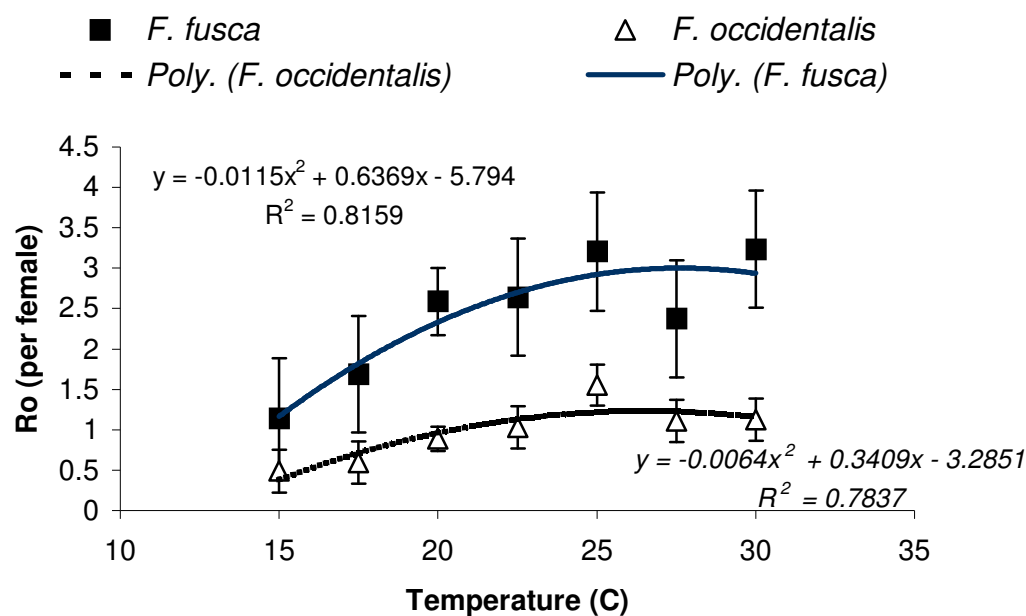 F. fusca
F. occidentalis
Poly. (F. occidentalis)
Poly. (F. fusca)
4.5
4
3.5
3
2.5
2
1.5
1
0.5
0
y = -0.0115x² + 0.6369x - 5.794
R² = 0.8159
y = -0.0064x² + 0.3409x - 3.2851
R² = 0.7837
10 15 20 25 30 35
Ro (per female)
Temperature (C)